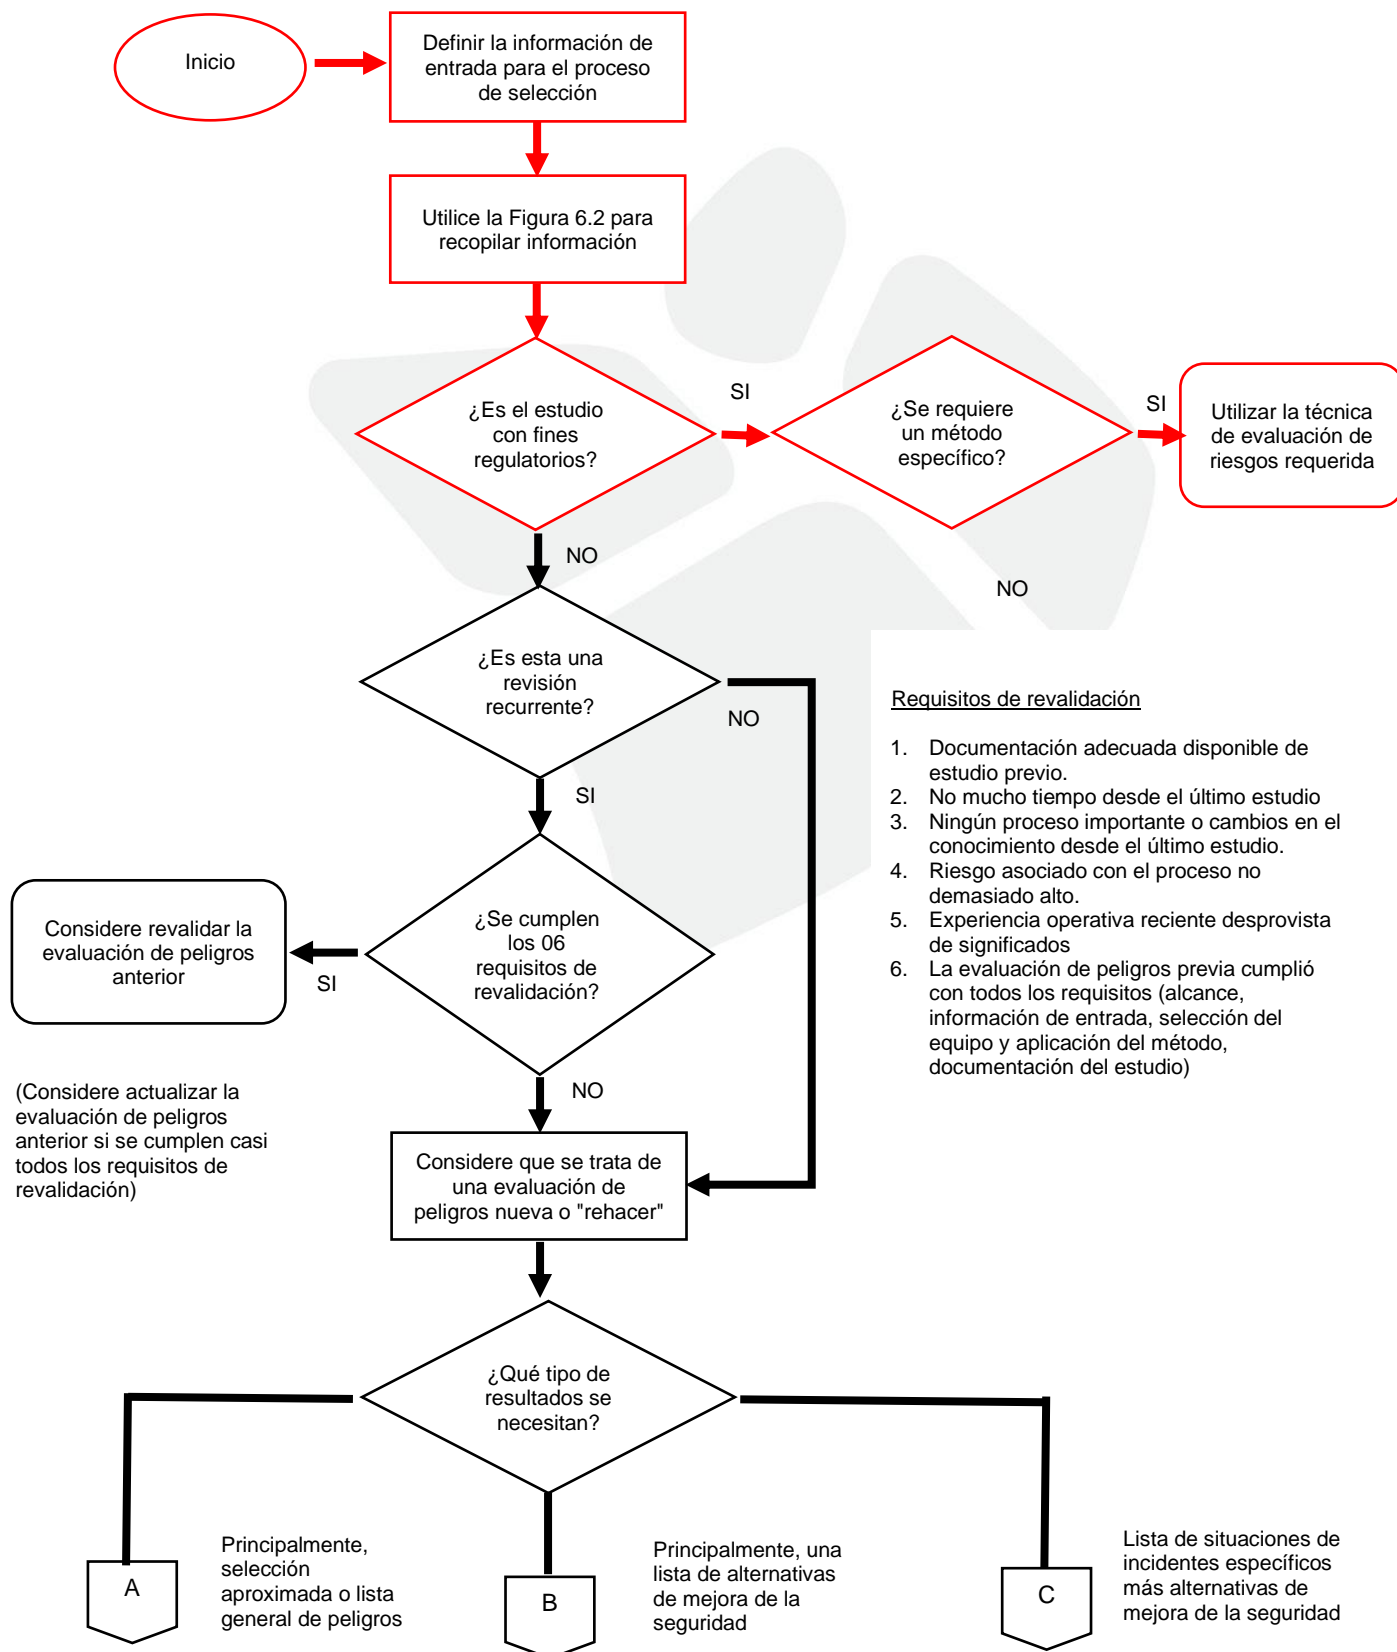 Inicio
Definir la información de
entrada para el proceso
de selección
Utilice la Figura 6.2 para
recopilar información
¿Es el estudio
con fines
regulatorios?
SI
¿Se requiere
un método
específico?
SI
Utilizar la técnica
de evaluación de
riesgos requerida
NO
NO
¿Es esta una
revisión
recurrente?
NO
SI
Requisitos de revalidación
1. Documentación adecuada disponible de
estudio previo.
2. No mucho tiempo desde el último estudio
3. Ningún proceso importante o cambios en el
conocimiento desde el último estudio.
4. Riesgo asociado con el proceso no
demasiado alto.
5. Experiencia operativa reciente desprovista
de significados
6. La evaluación de peligros previa cumplió
con todos los requisitos (alcance,
información de entrada, selección del
equipo y aplicación del método,
documentación del estudio)
¿Se cumplen
los 06
requisitos de
revalidación?
SI
Considere revalidar la
evaluación de peligros
anterior
(Considere actualizar la
evaluación de peligros
anterior si se cumplen casi
todos los requisitos de
revalidación)
NO
Considere que se trata de
una evaluación de
peligros nueva o "rehacer"
¿Qué tipo de
resultados se
necesitan?
A
Principalmente,
selección
aproximada o lista
general de peligros
B
Principalmente, una
lista de alternativas
de mejora de la
seguridad
C
Lista de situaciones de
incidentes específicos
más alternativas de
mejora de la seguridad